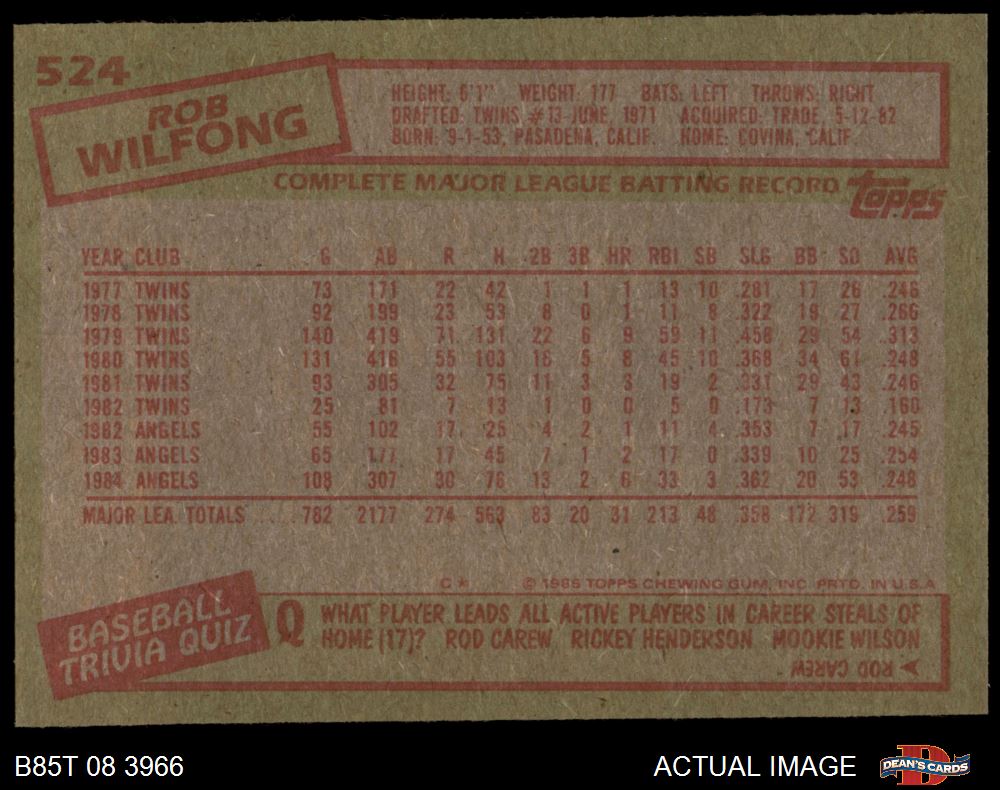 524
ROB
WILFONG
HEIGHT: 6'1" WEIGHT: 177 BATS: LEFT THROWS: RIGHT
DRAFTED: TWINS #13-JUNE, 1971 ACQUIRED: TRADE, 5-12-82
BORN: 9-1-53, PASADENA, CALIF. HOME: COVINA, CALIF.
COMPLETE MAJOR LEAGUE BATTING RECORD
topps
YEAR CLUB G AB R H 2B 3B HR RBI SB SLG BB SO AVG
1977 TWINS 73 171 22 42 1 1 1 13 10 .281 17 26 .246
1978 TWINS 92 199 23 53 8 0 1 11 8 .322 19 27 .266
1979 TWINS 140 419 71 131 22 6 9 59 11 .458 29 54 .313
1980 TWINS 131 416 55 103 16 5 8 45 10 .368 34 61 .248
1981 TWINS 93 305 32 75 11 3 3 19 2 .331 29 43 .246
1982 TWINS 25 81 7 13 1 0 0 5 0 .173 7 13 .160
1982 ANGELS 55 102 17 25 4 2 1 11 4 .353 7 17 .245
1983 ANGELS 65 177 17 45 7 1 2 17 0 .339 10 25 .254
1984 ANGELS 108 307 30 76 13 2 6 33 3 .362 20 53 .248
MAJOR LEA. TOTALS .... 782 2177 274 563 83 20 31 213 48 .358 172 319 .259
C* © 1985 TOPPS CHEWING GUM, INC. PRTD. IN U.S.A
BASEBALL
TRIVIA QUIZ
Q WHAT PLAYER LEADS ALL ACTIVE PLAYERS IN CAREER STEALS OF
HOME (17)? ROD CAREW RICKEY HENDERSON MOOKIE WILSON
A ROD CAREW
B85T 08 3966
ACTUAL IMAGE
DEAN'S CARDS